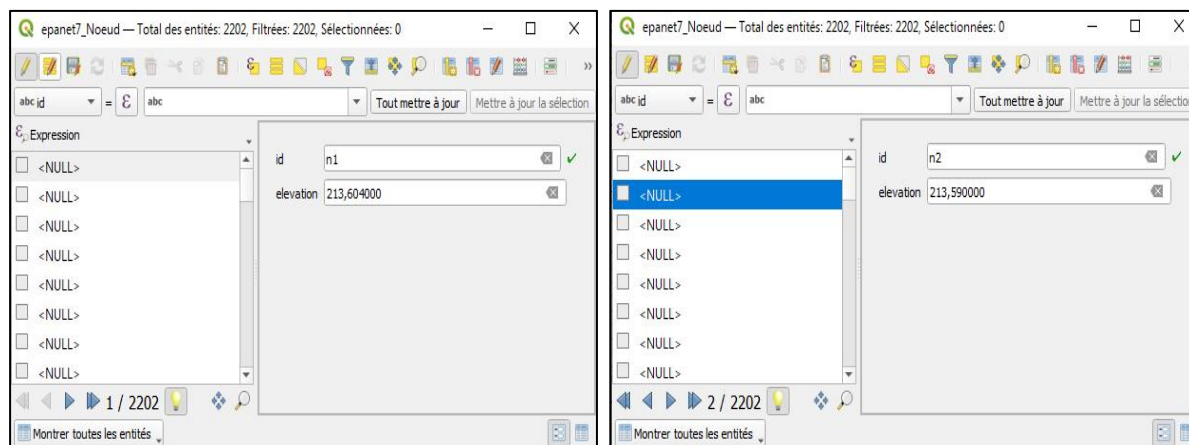 epanet7_Noeud — Total des entités: 2202, Filtrées: 2202, Sélectionnées: 0
abc id = ε abc Tout mettre à jour Mettre à jour la sélection
Expression
<NULL>
<NULL>
<NULL>
<NULL>
<NULL>
<NULL>
<NULL>
<NULL>
id n1
elevation 213,604000
1 / 2202
Montrer toutes les entités
epanet7_Noeud — Total des entités: 2202, Filtrées: 2202, Sélectionnées: 0
abc id = ε abc Tout mettre à jour Mettre à jour la sélection
Expression
<NULL>
<NULL>
<NULL>
<NULL>
<NULL>
<NULL>
<NULL>
<NULL>
id n2
elevation 213,590000
2 / 2202
Montrer toutes les entités